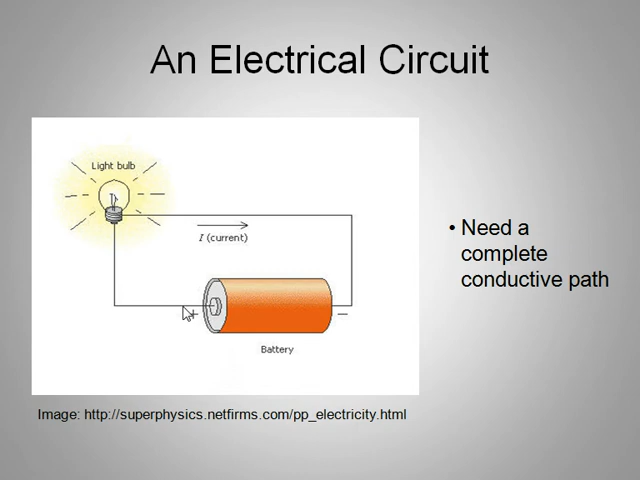 An Electrical Circuit
Light bulb
I (current)
+
−
Battery
• Need a
complete
conductive path
Image: http://superphysics.netfirms.com/pp_electricity.html